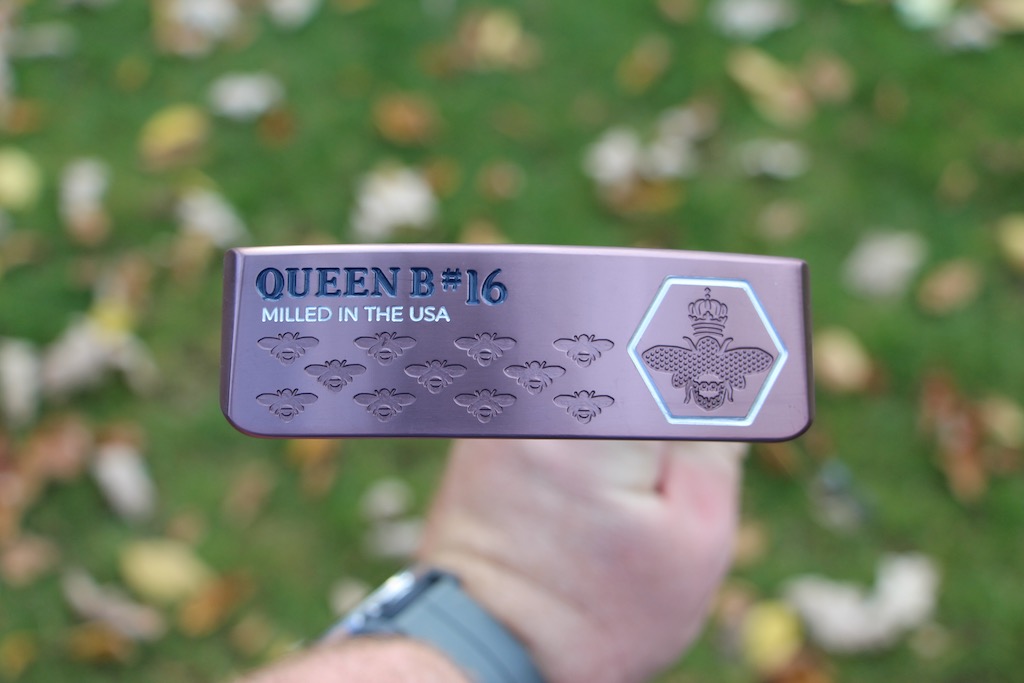 QUEEN B #16
MILLED IN THE USA